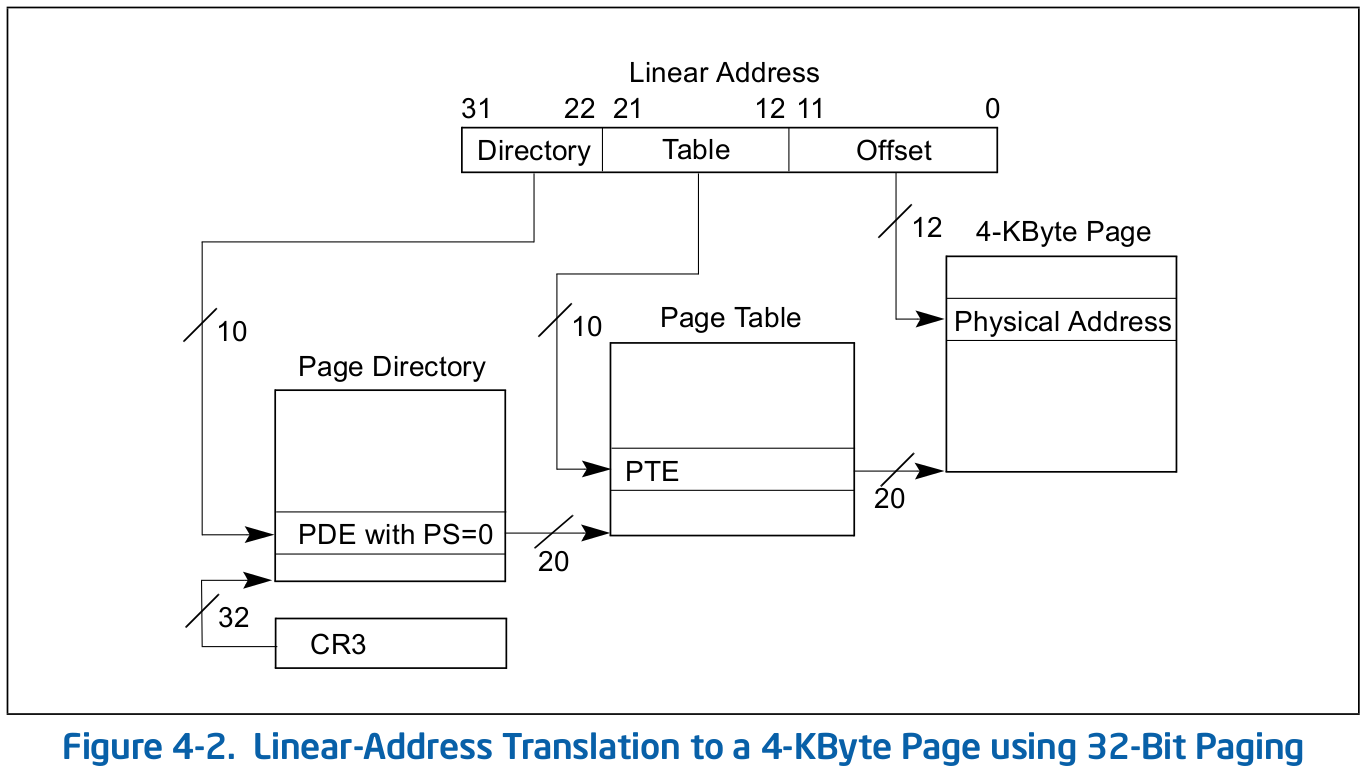 Linear Address
31 22 21 12 11 0
Directory Table Offset
12
4-KByte Page
10
10
Page Table
Physical Address
Page Directory
PTE
20
PDE with PS=0
20
32
CR3
Figure 4-2. Linear-Address Translation to a 4-KByte Page using 32-Bit Paging